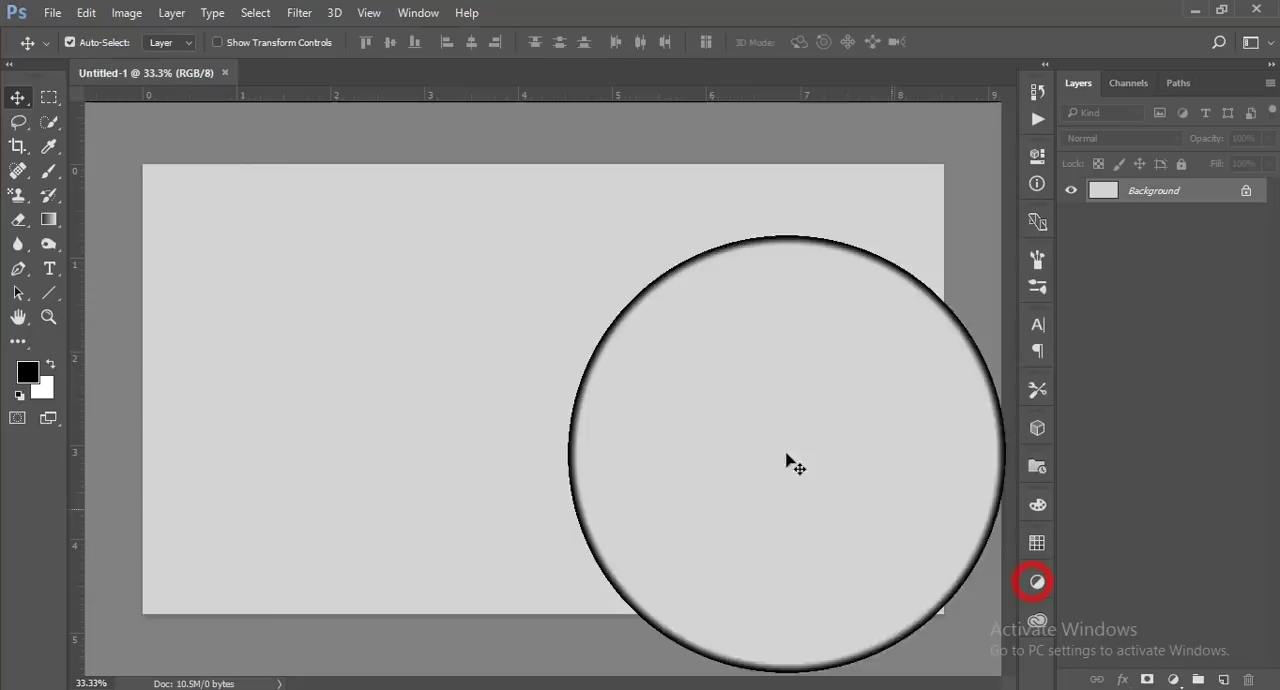 Ps File Edit Image Layer Type Select Filter 3D View Window Help
Auto-Select: Layer Show Transform Controls 3D Mode:
Untitled-1 @ 33.3% (RGB/8) ×
0 1 2 3 4 5 6 7 8 9
0
1
2
3
4
5
Layers Channels Paths
Kind
Normal Opacity: 100%
Lock: Fill: 100%
Background
Activate Windows
Go to PC settings to activate Windows.
33.33% Doc: 10.5M/0 bytes